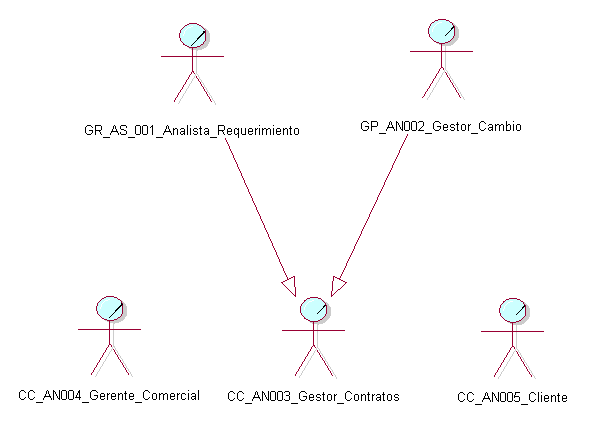 GR_AS_001_Analista_Requerimiento
GP_AN002_Gestor_Cambio
CC_AN004_Gerente_Comercial
CC_AN003_Gestor_Contratos
CC_AN005_Cliente